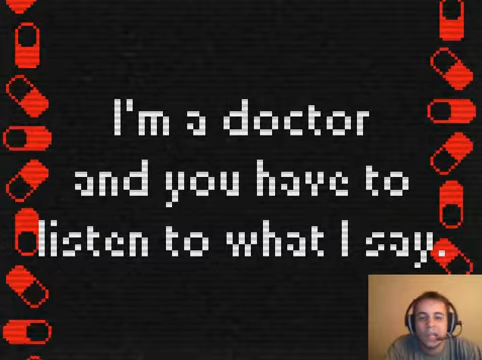 I'm a doctor
and you have to
listen to what I say.